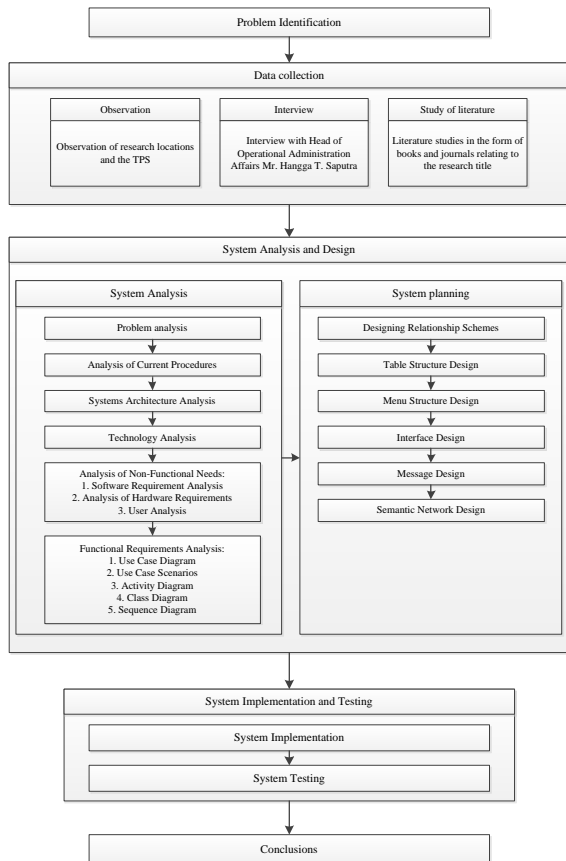 Problem Identification
Data collection
Observation
Observation of research locations
and the TPS
Interview
Interview with Head of
Operational Administration
Affairs Mr. Hangga T. Saputra
Study of literature
Literature studies in the form of
books and journals relating to
the research title
System Analysis and Design
System Analysis
Problem analysis
Analysis of Current Procedures
Systems Architecture Analysis
Technology Analysis
Analysis of Non-Functional Needs:
1. Software Requirement Analysis
2. Analysis of Hardware Requirements
3. User Analysis
Functional Requirements Analysis:
1. Use Case Diagram
2. Use Case Scenarios
3. Activity Diagram
4. Class Diagram
5. Sequence Diagram
System planning
Designing Relationship Schemes
Table Structure Design
Menu Structure Design
Interface Design
Message Design
Semantic Network Design
System Implementation and Testing
System Implementation
System Testing
Conclusions